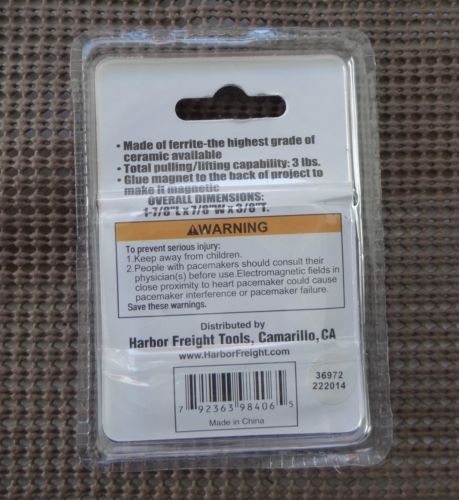 • Made of ferrite-the highest grade of
ceramic available
• Total pulling/lifting capability: 3 lbs.
• Glue magnet to the back of project to
make it magnetic
OVERALL DIMENSIONS:
1-7/8"L x 7/8"W x 3/8"T.
⚠WARNING
To prevent serious injury:
1.Keep away from children.
2.People with pacemakers should consult their
physician(s) before use.Electromagnetic fields in
close proximity to heart pacemaker could cause
pacemaker interference or pacemaker failure.
Save these warnings.
Distributed by
Harbor Freight Tools, Camarillo, CA
www.HarborFreight.com
36972
222014
7 92363 98406 5
Made in China